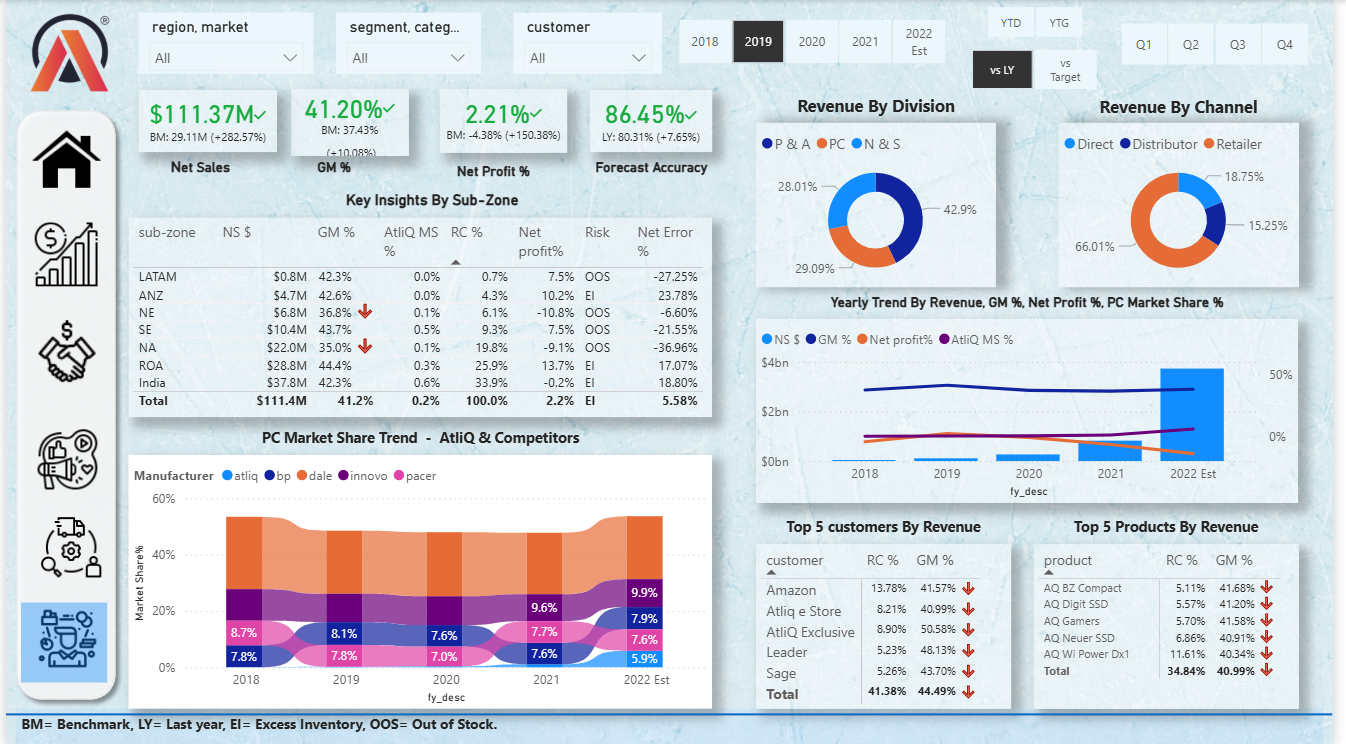 ®
region, market
All
segment, categ...
All
customer
All
2018 2019 2020 2021 2022 Est
YTD YTG
vs LY vs Target
Q1 Q2 Q3 Q4
$111.37M✓
BM: 29.11M (+282.57%)
Net Sales
41.20%✓
BM: 37.43%
(+10.08%)
GM %
2.21%✓
BM: -4.38% (+150.38%)
Net Profit %
86.45%✓
LY: 80.31% (+7.65%)
Forecast Accuracy
Key Insights By Sub-Zone
sub-zone NS $ GM % AtliQ MS % RC % Net profit% Risk Net Error %
LATAM $0.8M 42.3% 0.0% 0.7% 7.5% OOS -27.25%
ANZ $4.7M 42.6% 0.0% 4.3% 10.2% EI 23.78%
NE $6.8M 36.8% 0.1% 6.1% -10.8% OOS -6.60%
SE $10.4M 43.7% 0.5% 9.3% 7.5% OOS -21.55%
NA $22.0M 35.0% 0.1% 19.8% -9.1% OOS -36.96%
ROA $28.8M 44.4% 0.3% 25.9% 13.7% EI 17.07%
India $37.8M 42.3% 0.6% 33.9% -0.2% EI 18.80%
Total $111.4M 41.2% 0.2% 100.0% 2.2% EI 5.58%
Revenue By Division
P & A PC N & S
28.01%
42.9%
29.09%
Revenue By Channel
Direct Distributor Retailer
18.75%
15.25%
66.01%
Yearly Trend By Revenue, GM %, Net Profit %, PC Market Share %
NS $ GM % Net profit% AtliQ MS %
$4bn
$2bn
$0bn
50%
0%
2018 2019 2020 2021 2022 Est
fy_desc
PC Market Share Trend - AtliQ & Competitors
Manufacturer atliq bp dale innovo pacer
Market Share%
60%
40%
20%
0%
8.7%
7.8%
8.1%
7.8%
7.6%
7.0%
9.6%
7.7%
7.6%
9.9%
7.9%
7.6%
5.9%
2018 2019 2020 2021 2022 Est
fy_desc
Top 5 customers By Revenue
customer RC % GM %
Amazon 13.78% 41.57%
Atliq e Store 8.21% 40.99%
AtliQ Exclusive 8.90% 50.58%
Leader 5.23% 48.13%
Sage 5.26% 43.70%
Total 41.38% 44.49%
Top 5 Products By Revenue
product RC % GM %
AQ BZ Compact 5.11% 41.68%
AQ Digit SSD 5.57% 41.20%
AQ Gamers 5.70% 41.58%
AQ Neuer SSD 6.86% 40.91%
AQ Wi Power Dx1 11.61% 40.34%
Total 34.84% 40.99%
BM= Benchmark, LY= Last year, EI= Excess Inventory, OOS= Out of Stock.